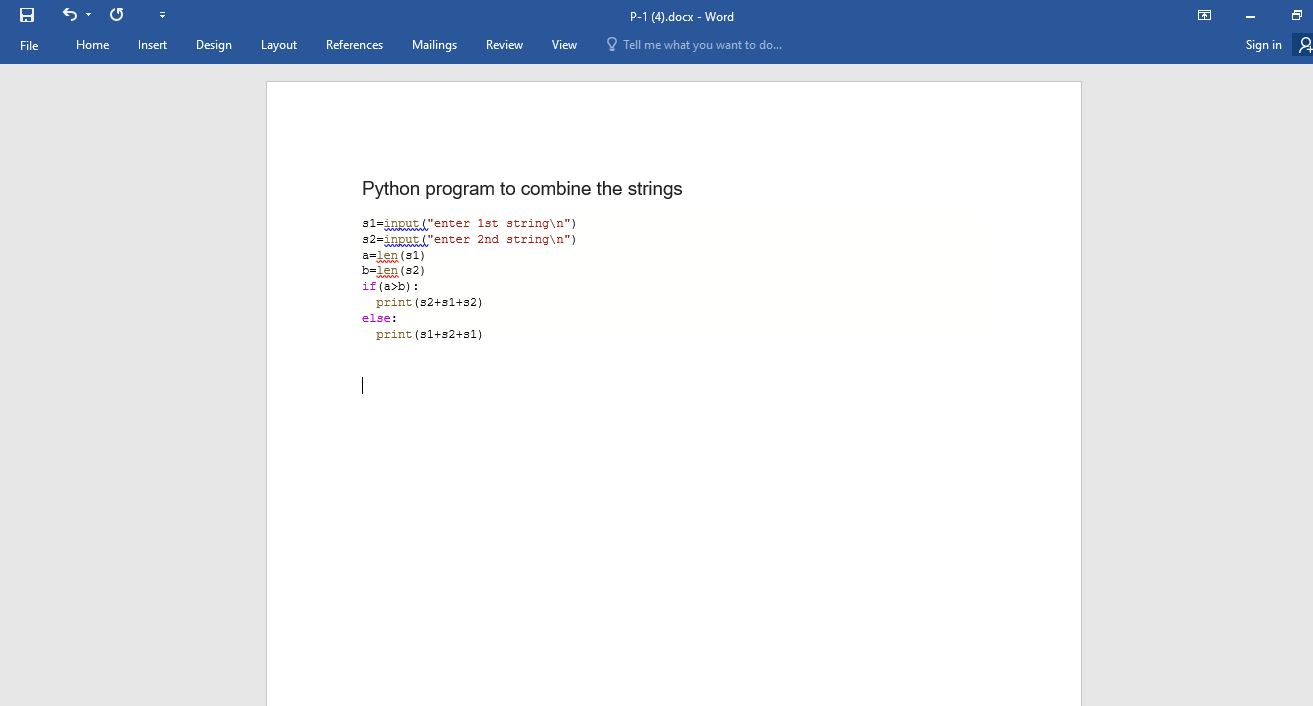 P-1 (4).docx - Word
File Home Insert Design Layout References Mailings Review View Tell me what you want to do... Sign in
Python program to combine the strings
s1=input("enter 1st string\n")
s2=input("enter 2nd string\n")
a=len(s1)
b=len(s2)
if(a>b):
  print(s2+s1+s2)
else:
  print(s1+s2+s1)